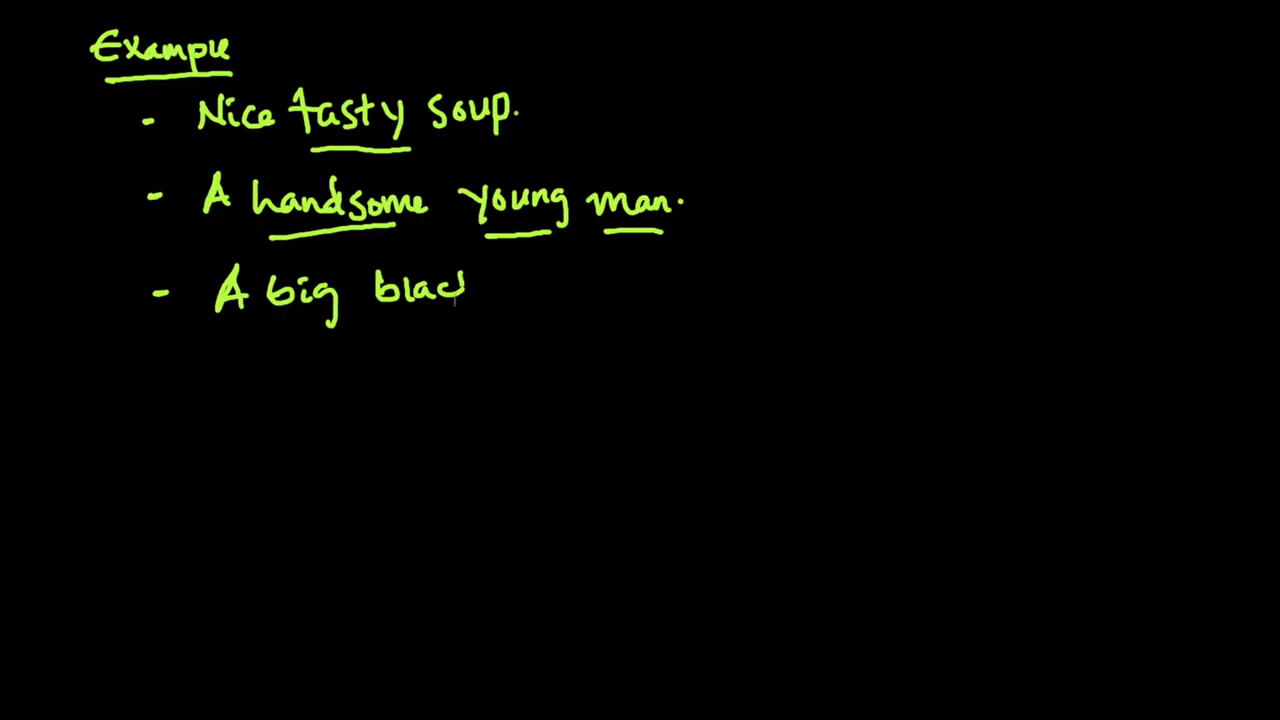 Example
- Nice tasty soup.
- A handsome young man.
- A big blac